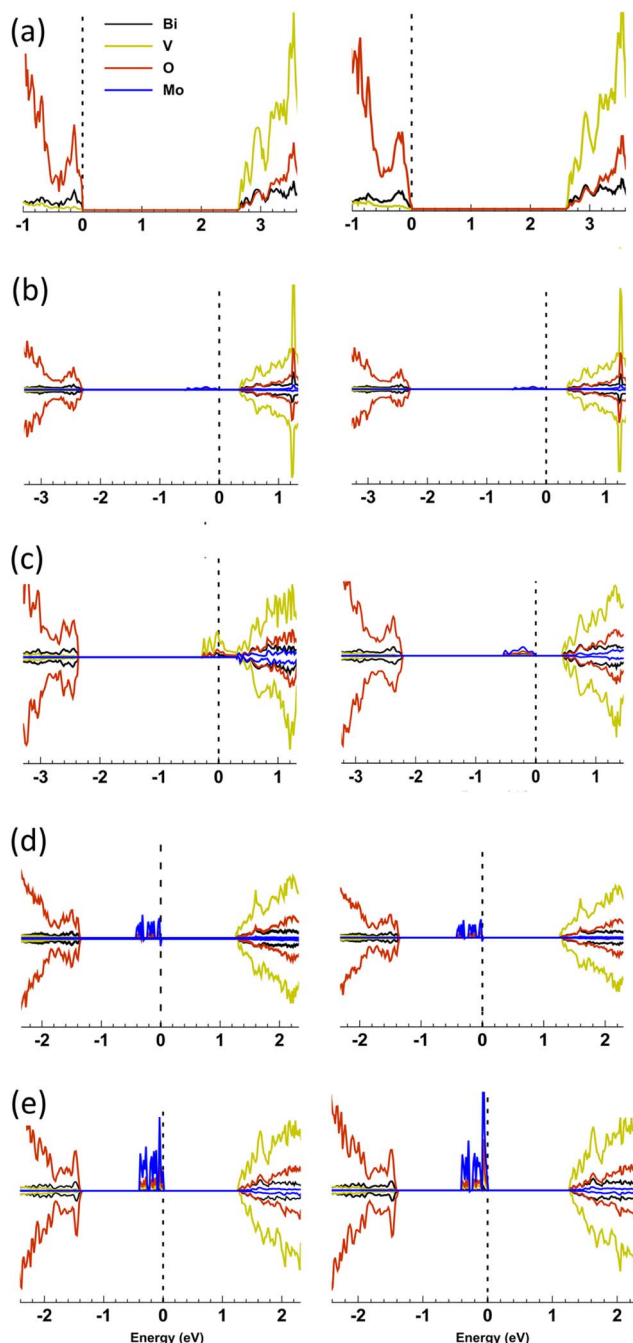 (a)
Bi
V
O
Mo
-1 0 1 2 3 -1 0 1 2 3
(b)
-3 -2 -1 0 1 -3 -2 -1 0 1
(c)
-3 -2 -1 0 1 -3 -2 -1 0 1
(d)
-2 -1 0 1 2 -2 -1 0 1 2
(e)
-2 -1 0 1 2 -2 -1 0 1 2
Energy (eV) Energy (eV)